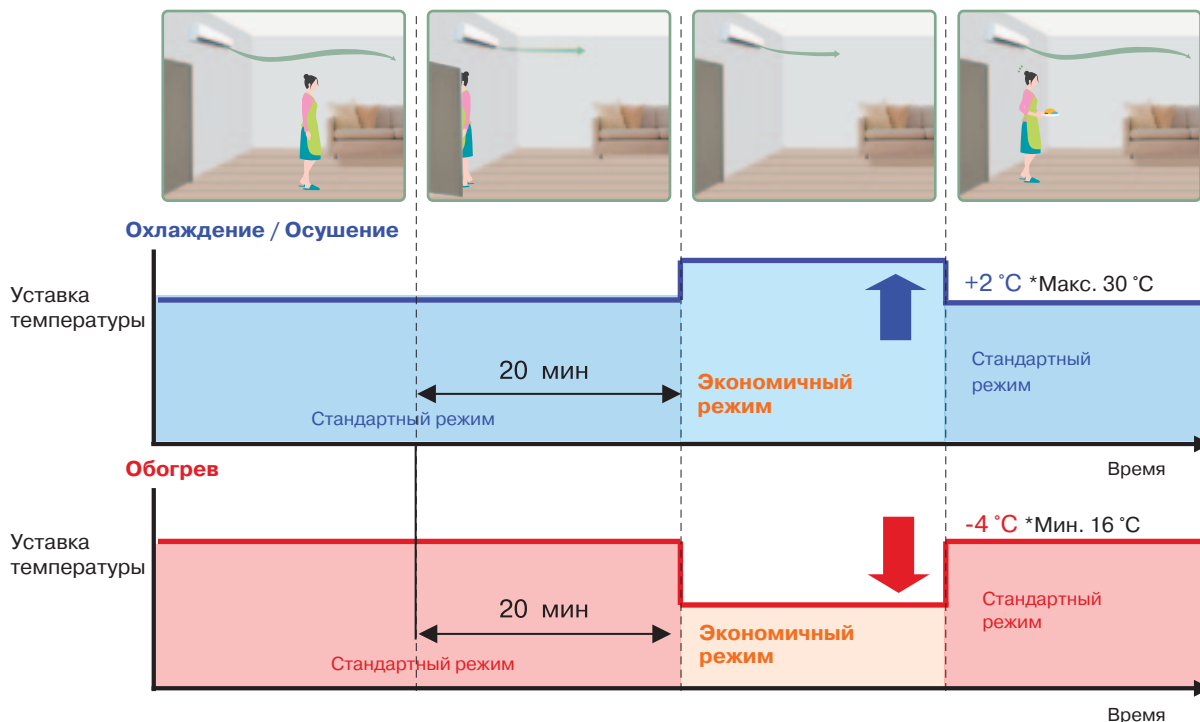 Охлаждение / Осушение
Уставка
температуры
+2 °C *Макс. 30 °C
20 мин
Экономичный
режим
Стандартный
режим
Стандартный режим
Время
Обогрев
Уставка
температуры
-4 °C *Мин. 16 °C
20 мин
Экономичный
режим
Стандартный
режим
Стандартный режим
Время